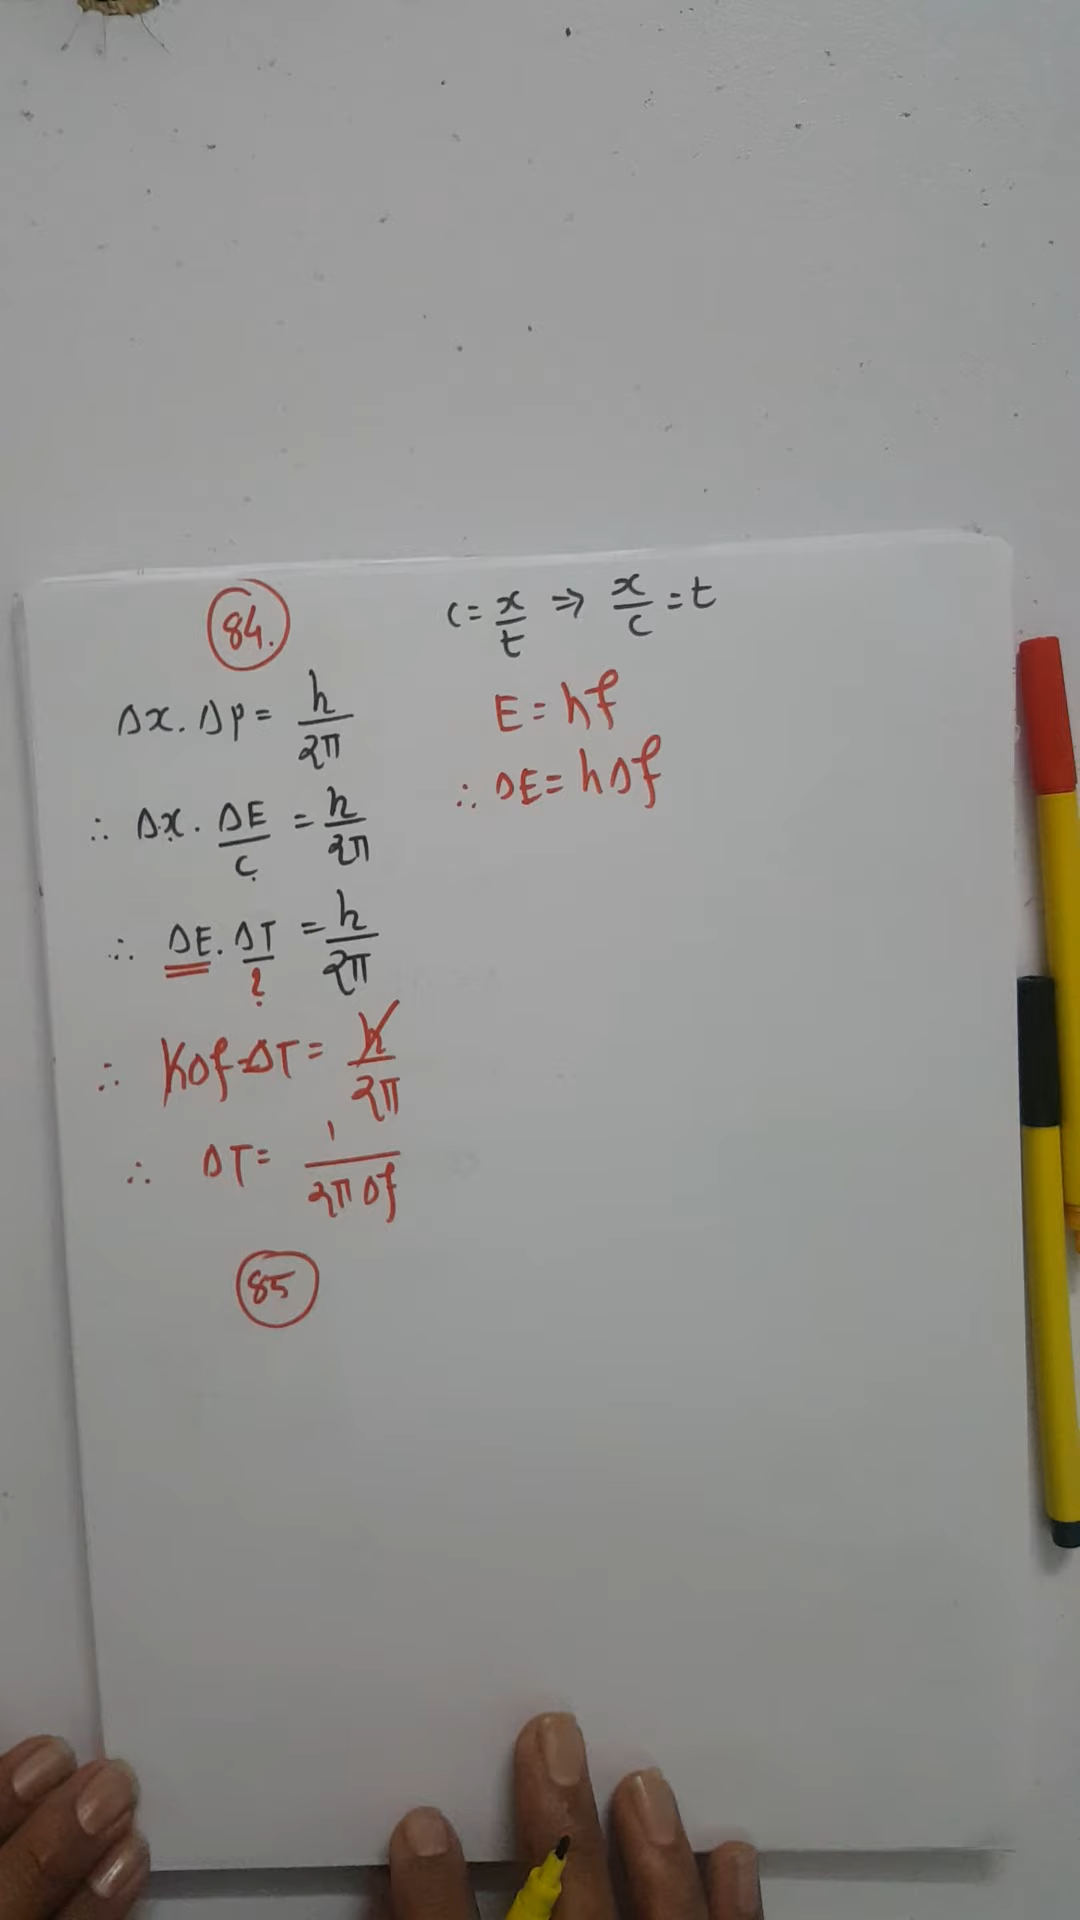 84.
c = x/t ⇒ x/c = t
Δx. Δp = h/2π
E = hf
∴ ΔE = hΔf
∴ Δx. ΔE/c = h/2π
∴ ΔE. ΔT = h/2π
?
∴ hΔf·ΔT = h/2π
∴ ΔT = 1/2πΔf
85